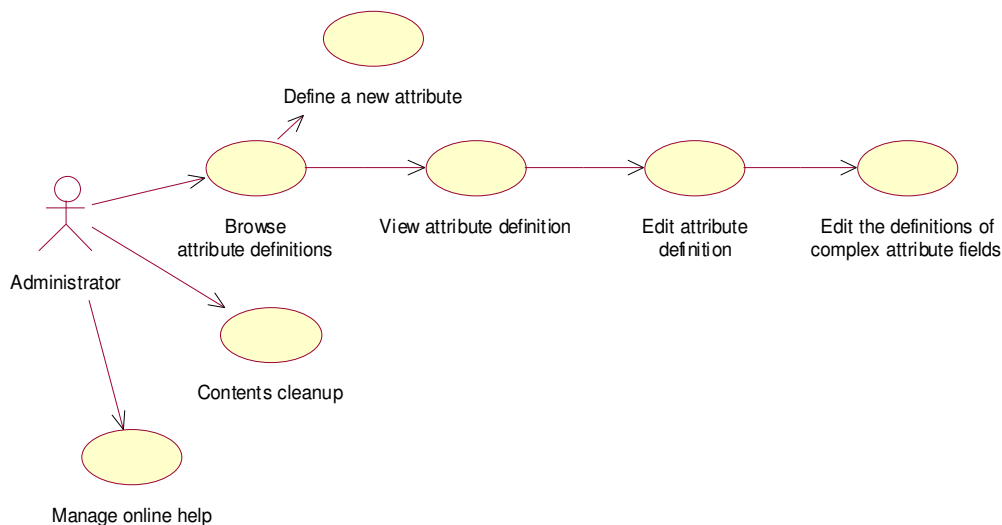 Define a new attribute
Browse
attribute definitions
View attribute definition
Edit attribute
definition
Edit the definitions of
complex attribute fields
Administrator
Contents cleanup
Manage online help